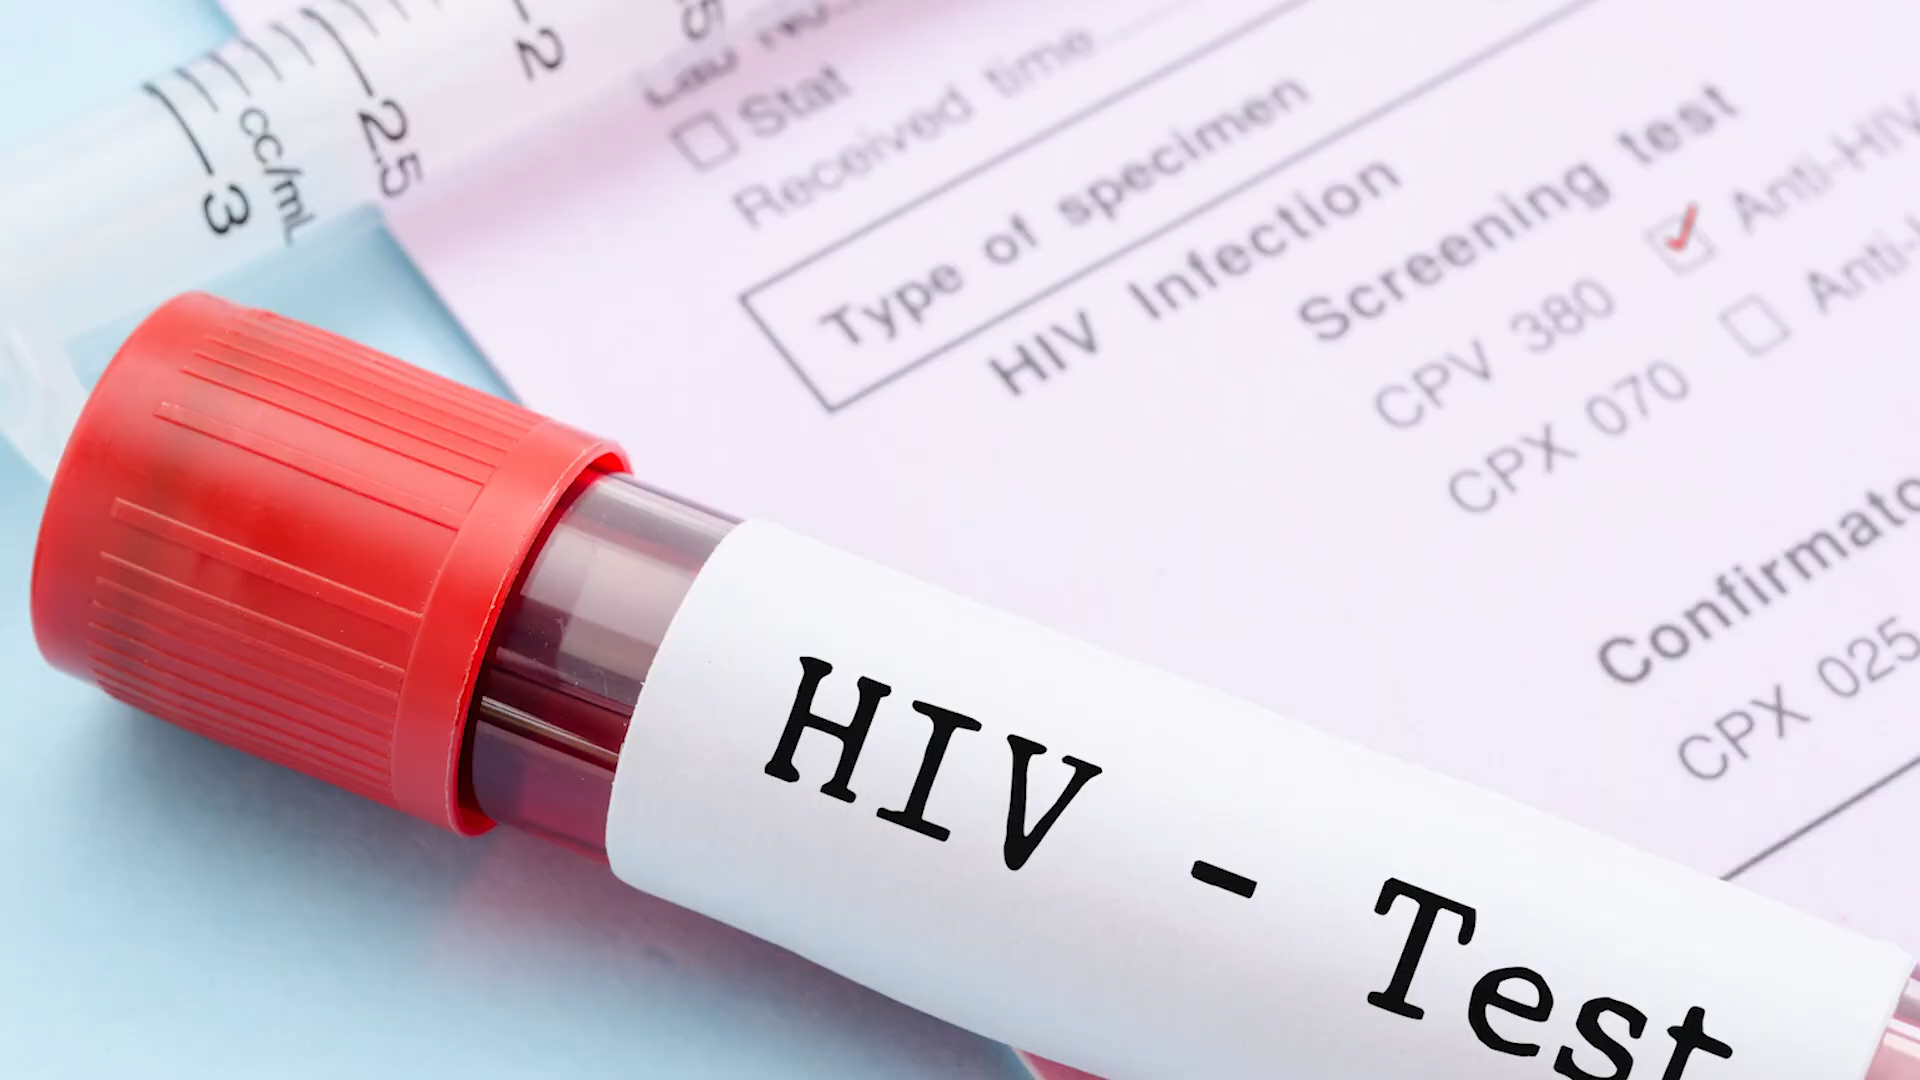 2
2.5
3
cc/mL
Stat
Received time
Type of specimen
HIV Infection
Screening test
CPV 380
Anti-HIV
CPX 070
Anti-
CPX 025
HIV - Test